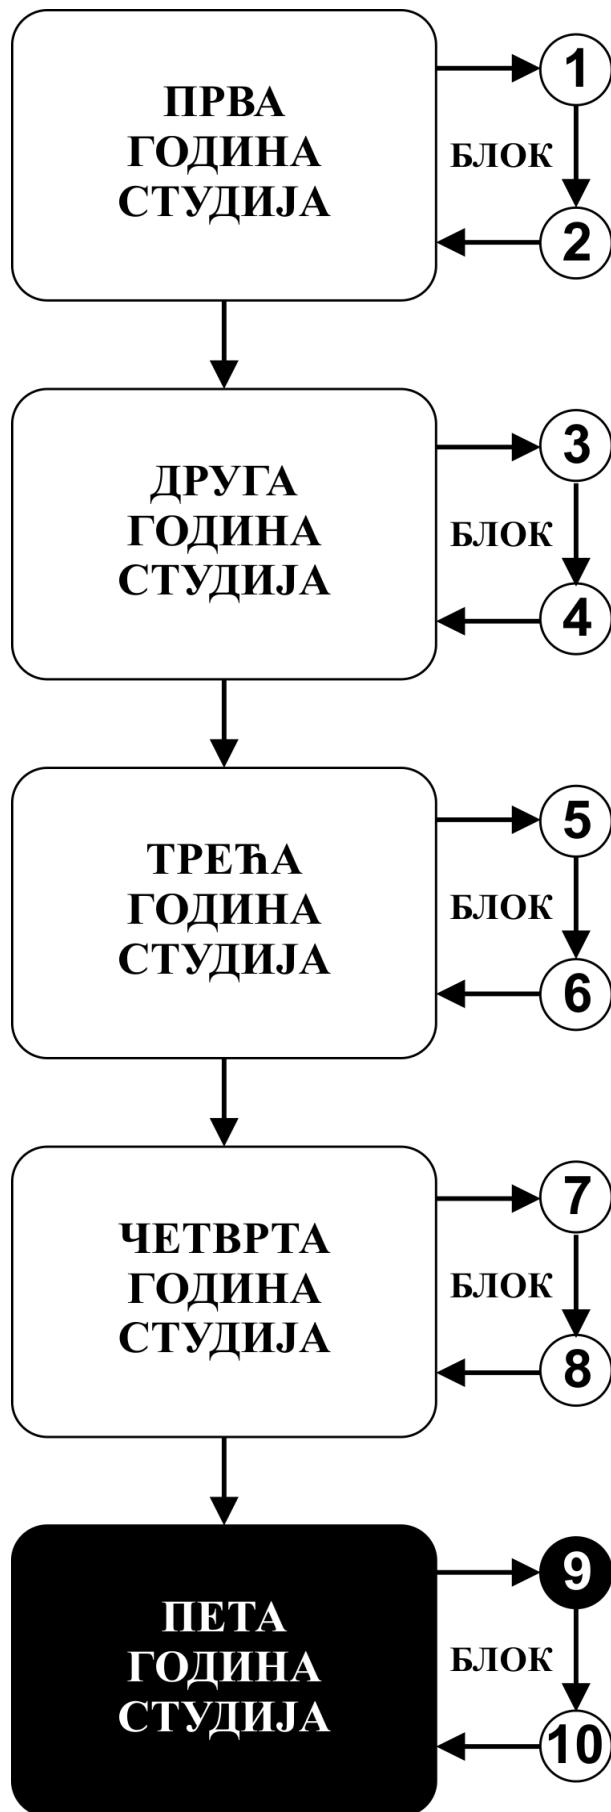 ПРВА
ГОДИНА
СТУДИЈА
1
БЛОК
2
ДРУГА
ГОДИНА
СТУДИЈА
3
БЛОК
4
ТРЕЋА
ГОДИНА
СТУДИЈА
5
БЛОК
6
ЧЕТВРТА
ГОДИНА
СТУДИЈА
7
БЛОК
8
ПЕТА
ГОДИНА
СТУДИЈА
9
БЛОК
10